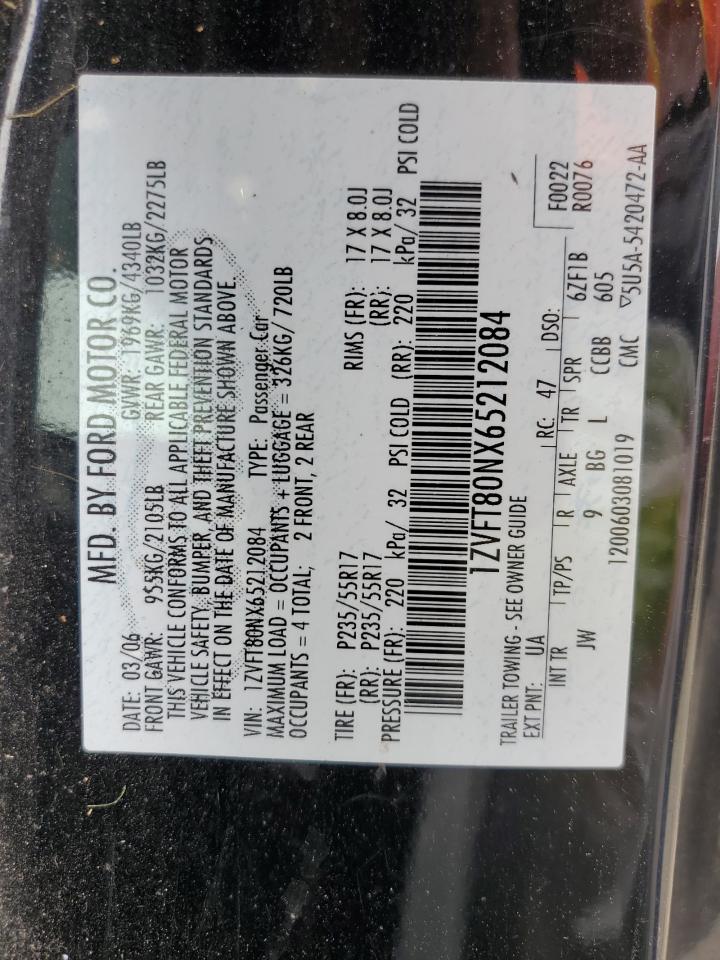 MFD. BY FORD MOTOR CO.
DATE: 03/06 GVWR: 1969KG/4340LB
FRONT GAWR: 955KG/2105LB REAR GAWR: 1032KG/2275LB
THIS VEHICLE CONFORMS TO ALL APPLICABLE FEDERAL MOTOR
VEHICLE SAFETY, BUMPER, AND THEFT PREVENTION STANDARDS
IN EFFECT ON THE DATE OF MANUFACTURE SHOWN ABOVE.
VIN: 1ZVFT80NX65212084 TYPE: Passenger Car
MAXIMUM LOAD = OCCUPANTS + LUGGAGE = 326KG/ 720LB
OCCUPANTS = 4 TOTAL; 2 FRONT, 2 REAR
TIRE (FR): P235/55R17 RIMS (FR): 17 X 8.0J
(RR): P235/55R17 (RR): 17 X 8.0J
PRESSURE (FR): 220 kPa/ 32 PSI COLD (RR): 220 kPa/ 32 PSI COLD
1ZVFT80NX65212084
TRAILER TOWING - SEE OWNER GUIDE
EXT PNT: UA RC: 47 DSO: F0022
INT TR TP/PS R AXLE TR SPR 6ZF1B R0076
JW 9 BG L CCBB 605
1200603081019 CMC ▽5U5A-5420472-AA